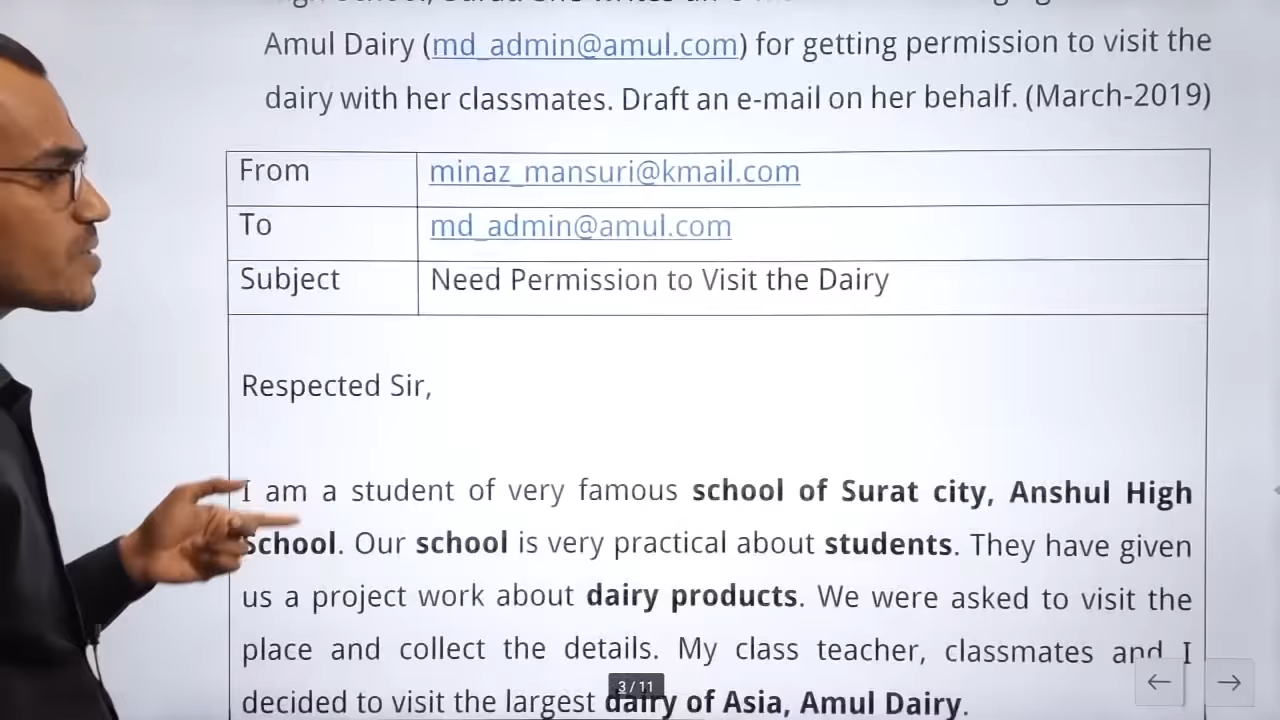 Amul Dairy (md_admin@amul.com) for getting permission to visit the
dairy with her classmates. Draft an e-mail on her behalf. (March-2019)
From minaz_mansuri@kmail.com
To md_admin@amul.com
Subject Need Permission to Visit the Dairy
Respected Sir,
I am a student of very famous school of Surat city, Anshul High
School. Our school is very practical about students. They have given
us a project work about dairy products. We were asked to visit the
place and collect the details. My class teacher, classmates and I
decided to visit the largest dairy of Asia, Amul Dairy.
3 / 11